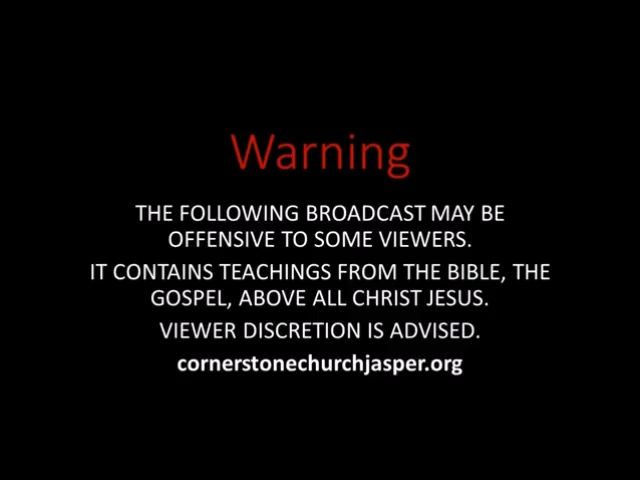 Warning
THE FOLLOWING BROADCAST MAY BE
OFFENSIVE TO SOME VIEWERS.
IT CONTAINS TEACHINGS FROM THE BIBLE, THE
GOSPEL, ABOVE ALL CHRIST JESUS.
VIEWER DISCRETION IS ADVISED.
cornerstonechurchjasper.org